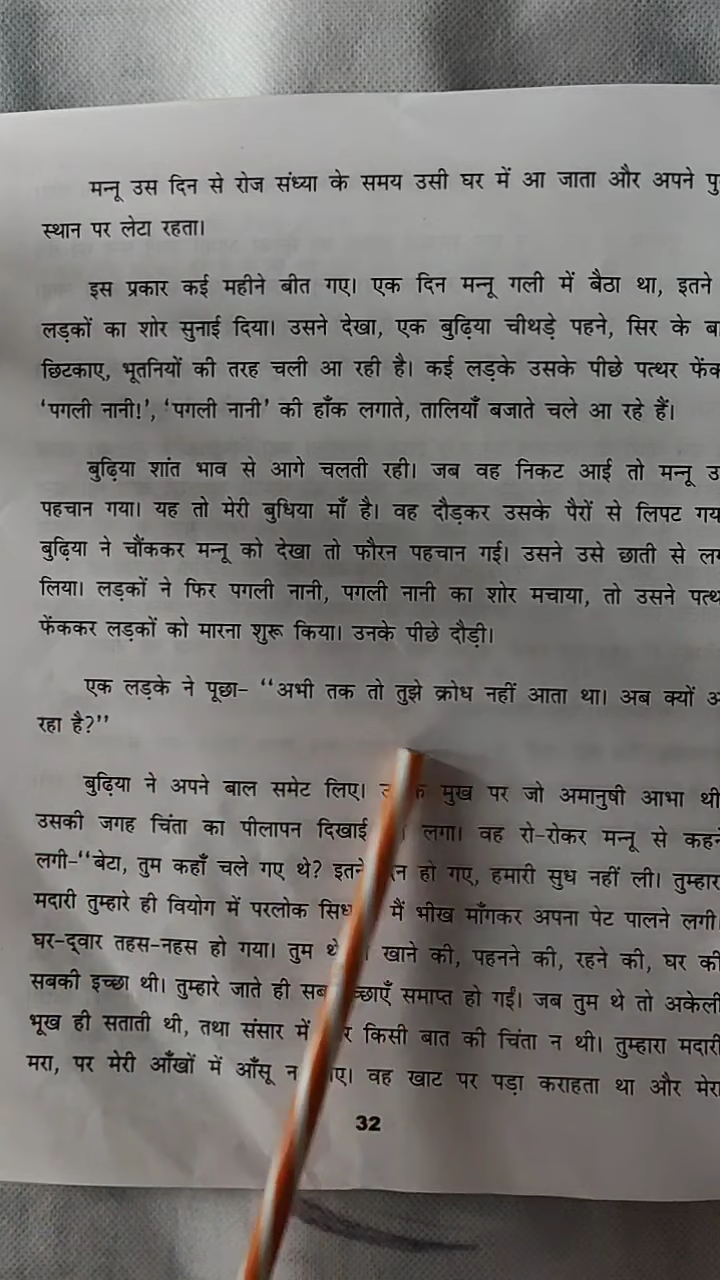 मन्नू उस दिन से रोज संध्या के समय उसी घर में आ जाता और अपने
स्थान पर लेटा रहता।
इस प्रकार कई महीने बीत गए। एक दिन मन्नू गली में बैठा था, इतने
लड़कों का शोर सुनाई दिया। उसने देखा, एक बुढ़िया चीथड़े पहने, सिर के
छिटकाए, भूतनियों की तरह चली आ रही है। कई लड़के उसके पीछे पत्थर
‘पगली नानी!’, ‘पगली नानी’ की हाँक लगाते, तालियाँ बजाते चले आ रहे हैं।
बुढ़िया शांत भाव से आगे चलती रही। जब वह निकट आई तो मन्नू
पहचान गया। यह तो मेरी बुधिया माँ है। वह दौड़कर उसके पैरों से लिपट
बुढ़िया ने चौंककर मन्नू को देखा तो फौरन पहचान गई। उसने उसे छाती से
लिया। लड़कों ने फिर पगली नानी, पगली नानी का शोर मचाया, तो उसने
फेंककर लड़कों को मारना शुरू किया। उनके पीछे दौड़ी।
एक लड़के ने पूछा- ‘‘अभी तक तो तुझे क्रोध नहीं आता था। अब क्यों
रहा है?’’
बुढ़िया ने अपने बाल समेट लिए। मुख पर जो अमानुषी आभा थी
उसकी जगह चिंता का पीलापन दिखाई लगा। वह रो-रोकर मन्नू से
लगी-‘‘बेटा, तुम कहाँ चले गए थे? इतने हो गए, हमारी सुध नहीं ली।
मदारी तुम्हारे ही वियोग में परलोक मैं भीख माँगकर अपना पेट पालने लगी।
घर-द्वार तहस-नहस हो गया। तुम थे खाने की, पहनने की, रहने की, घर की
सबकी इच्छा थी। तुम्हारे जाते ही सब समाप्त हो गईं। जब तुम थे तो अकेली
भूख ही सताती थी, तथा संसार में किसी बात की चिंता न थी। तुम्हारा मदारी
मरा, पर मेरी आँखों में आँसू न वह खाट पर पड़ा कराहता था और मेरा
32